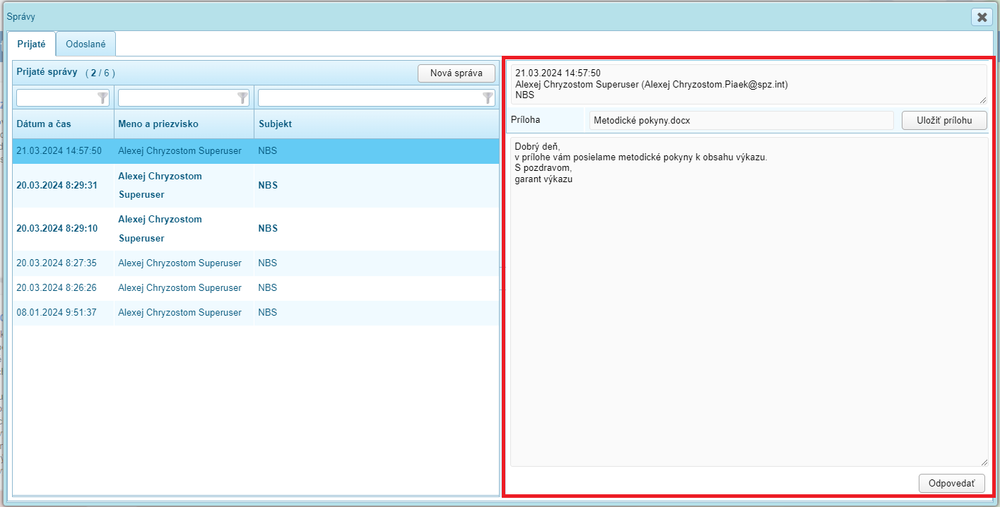 Správy
Prijaté
Odoslané
Prijaté správy ( 2 / 6 )
Nová správa
Dátum a čas Meno a priezvisko Subjekt
21.03.2024 14:57:50 Alexej Chryzostom Superuser NBS
20.03.2024 8:29:31 Alexej Chryzostom Superuser NBS
20.03.2024 8:29:10 Alexej Chryzostom Superuser NBS
20.03.2024 8:27:35 Alexej Chryzostom Superuser NBS
20.03.2024 8:26:26 Alexej Chryzostom Superuser NBS
08.01.2024 9:51:37 Alexej Chryzostom Superuser NBS
21.03.2024 14:57:50
Alexej Chryzostom Superuser (Alexej Chryzostom.Piaek@spz.int)
NBS
Príloha Metodické pokyny.docx Uložiť prílohu
Dobrý deň,
v prílohe vám posielame metodické pokyny k obsahu výkazu.
S pozdravom,
garant výkazu
Odpovedať